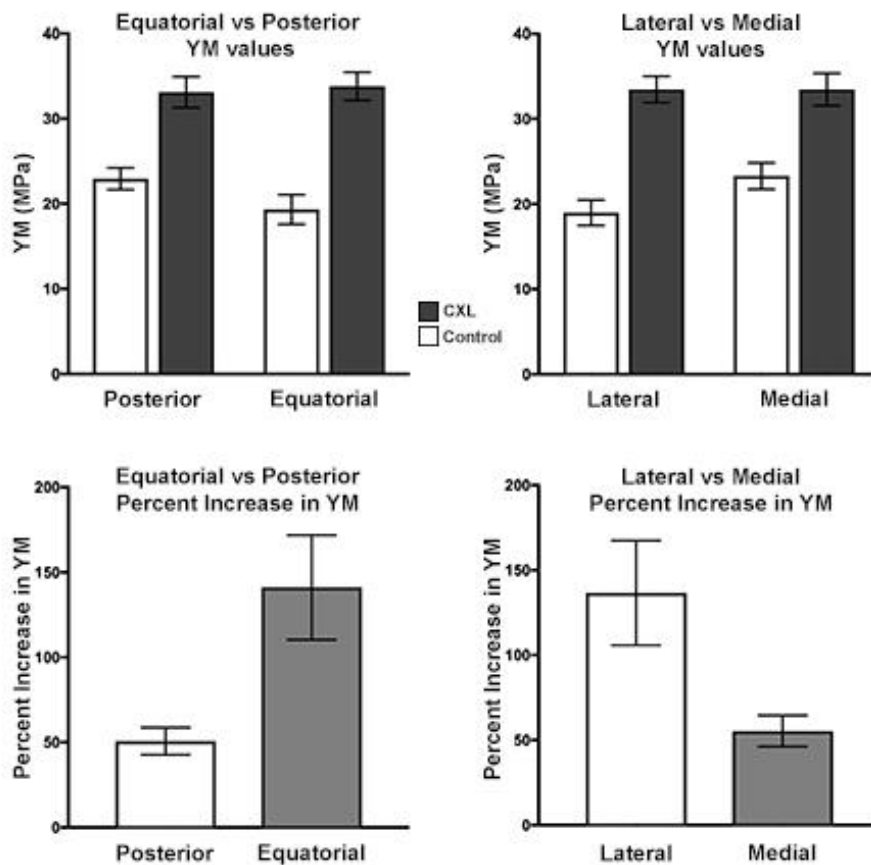 Equatorial vs Posterior
YM values
YM (MPa)
40
30
20
10
0
Posterior
Equatorial
Lateral vs Medial
YM values
YM (MPa)
40
30
20
10
0
Lateral
Medial
CXL
Control
Equatorial vs Posterior
Percent Increase in YM
Percent Increase in YM
200
150
100
50
0
Posterior
Equatorial
Lateral vs Medial
Percent Increase in YM
Percent Increase in YM
200
150
100
50
0
Lateral
Medial